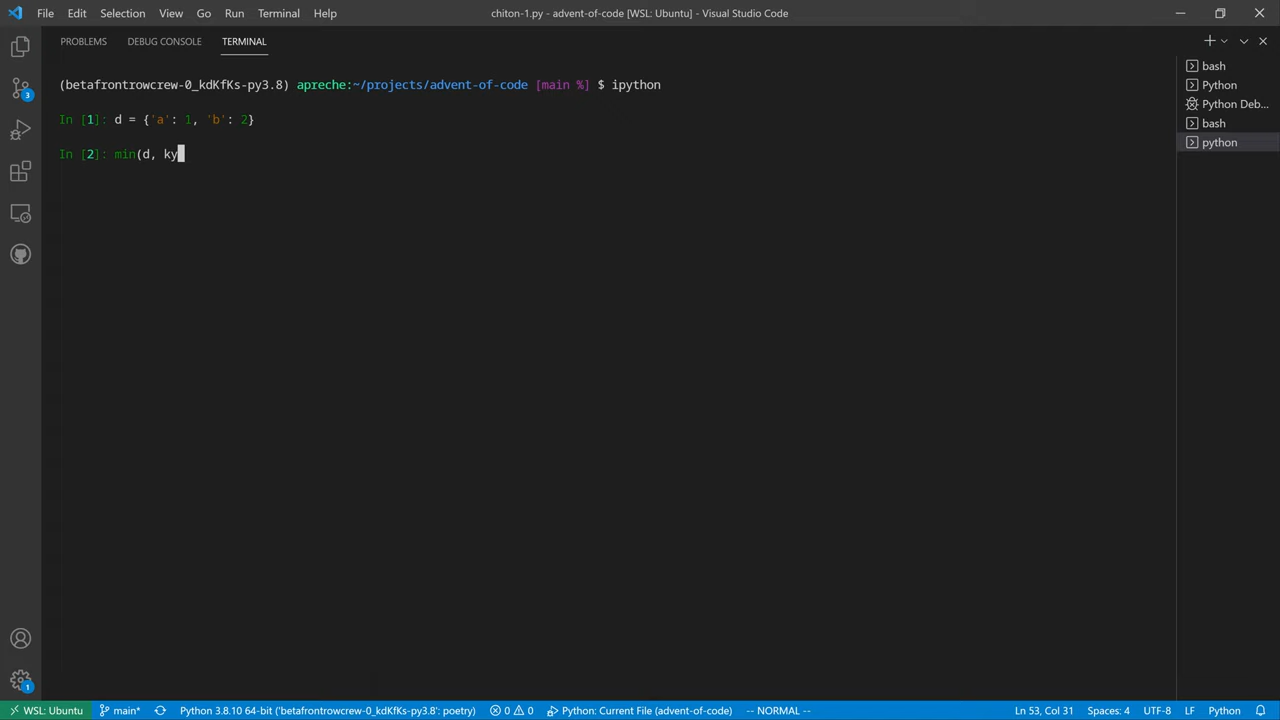 File Edit Selection View Go Run Terminal Help chiton-1.py - advent-of-code [WSL: Ubuntu] - Visual Studio Code
PROBLEMS DEBUG CONSOLE TERMINAL
(betafrontrowcrew-0_kdKfKs-py3.8) apreche:~/projects/advent-of-code [main %] $ ipython
In [1]: d = {'a': 1, 'b': 2}
In [2]: min(d, ky
bash
Python
Python Deb...
bash
python
3
1
WSL: Ubuntu main* Python 3.8.10 64-bit ('betafrontrowcrew-0_kdKfKs-py3.8': poetry) 0 0 Python: Current File (advent-of-code) -- NORMAL -- Ln 53, Col 31 Spaces: 4 UTF-8 LF Python